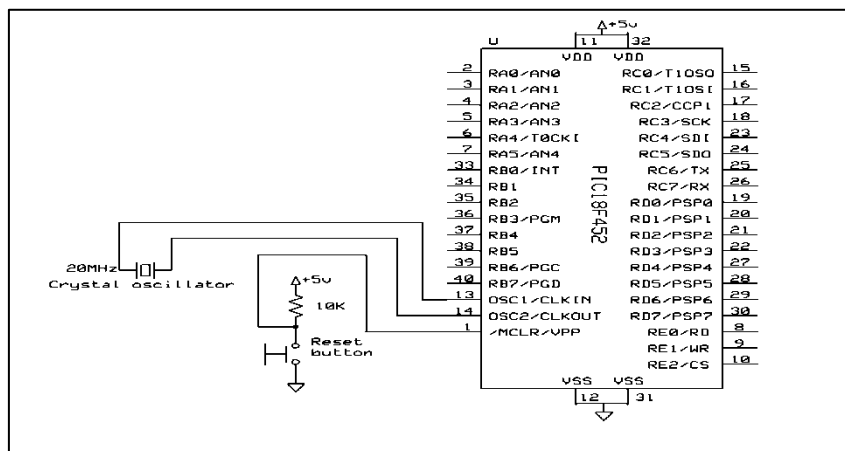 +5v
U
11 32
VDD VDD
2 RA0/AN0 RC0/T1OSO 15
3 RA1/AN1 RC1/T1OSI 16
4 RA2/AN2 RC2/CCP1 17
5 RA3/AN3 RC3/SCK 18
6 RA4/T0CKI RC4/SDI 23
7 RA5/AN4 RC5/SDO 24
33 RB0/INT RC6/TX 25
34 RB1 RC7/RX 26
35 RB2 RD0/PSP0 19
36 RB3/PGM RD1/PSP1 20
37 RB4 RD2/PSP2 21
38 RB5 RD3/PSP3 22
39 RB6/PGC RD4/PSP4 27
40 RB7/PGD RD5/PSP5 28
13 OSC1/CLKIN RD6/PSP6 29
14 OSC2/CLKOUT RD7/PSP7 30
1 /MCLR/VPP RE0/RD 8
RE1/WR 9
RE2/CS 10
VSS VSS
12 31
PIC18F452
20MHz
Crystal oscillator
+5v
10K
Reset
button